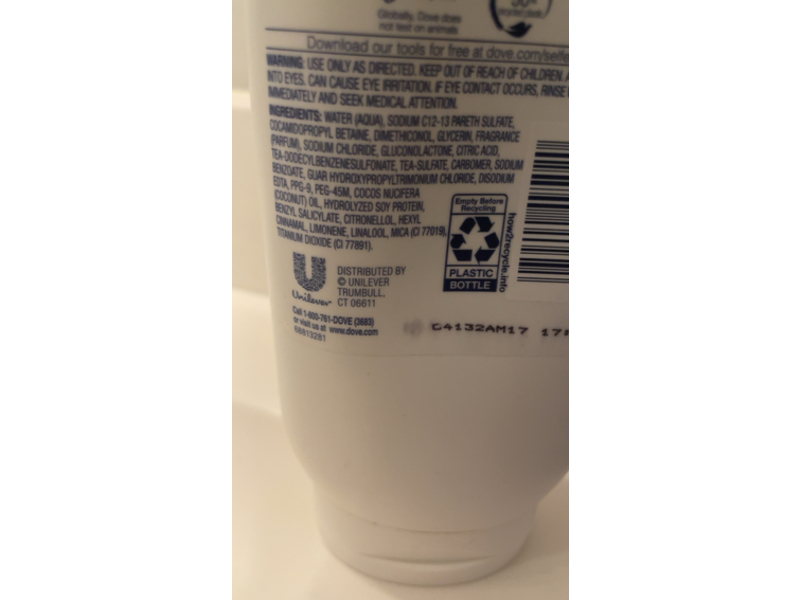 Globally, Dove does
not test on animals
Download our tools for free at dove.com/selfe
WARNING: USE ONLY AS DIRECTED. KEEP OUT OF REACH OF CHILDREN.
INTO EYES. CAN CAUSE EYE IRRITATION. IF EYE CONTACT OCCURS, RINSE
IMMEDIATELY AND SEEK MEDICAL ATTENTION.
INGREDIENTS: WATER (AQUA), SODIUM C12-13 PARETH SULFATE,
COCAMIDOPROPYL BETAINE, DIMETHICONOL, GLYCERIN, FRAGRANCE
(PARFUM), SODIUM CHLORIDE, GLUCONOLACTONE, CITRIC ACID,
TEA-DODECYLBENZENESULFONATE, TEA-SULFATE, CARBOMER, SODIUM
BENZOATE, GUAR HYDROXYPROPYLTRIMONIUM CHLORIDE, DISODIUM
EDTA, PPG-9, PEG-45M, COCOS NUCIFERA
(COCONUT) OIL, HYDROLYZED SOY PROTEIN,
BENZYL SALICYLATE, CITRONELLOL, HEXYL
CINNAMAL, LIMONENE, LINALOOL, MICA (CI 77019),
TITANIUM DIOXIDE (CI 77891).
Empty Before
Recycling
PLASTIC
BOTTLE
how2recycle.info
Unilever
DISTRIBUTED BY
© UNILEVER
TRUMBULL,
CT 06611
Call 1-800-761-DOVE (3683)
or visit us at www.dove.com
68813281
04132AM17